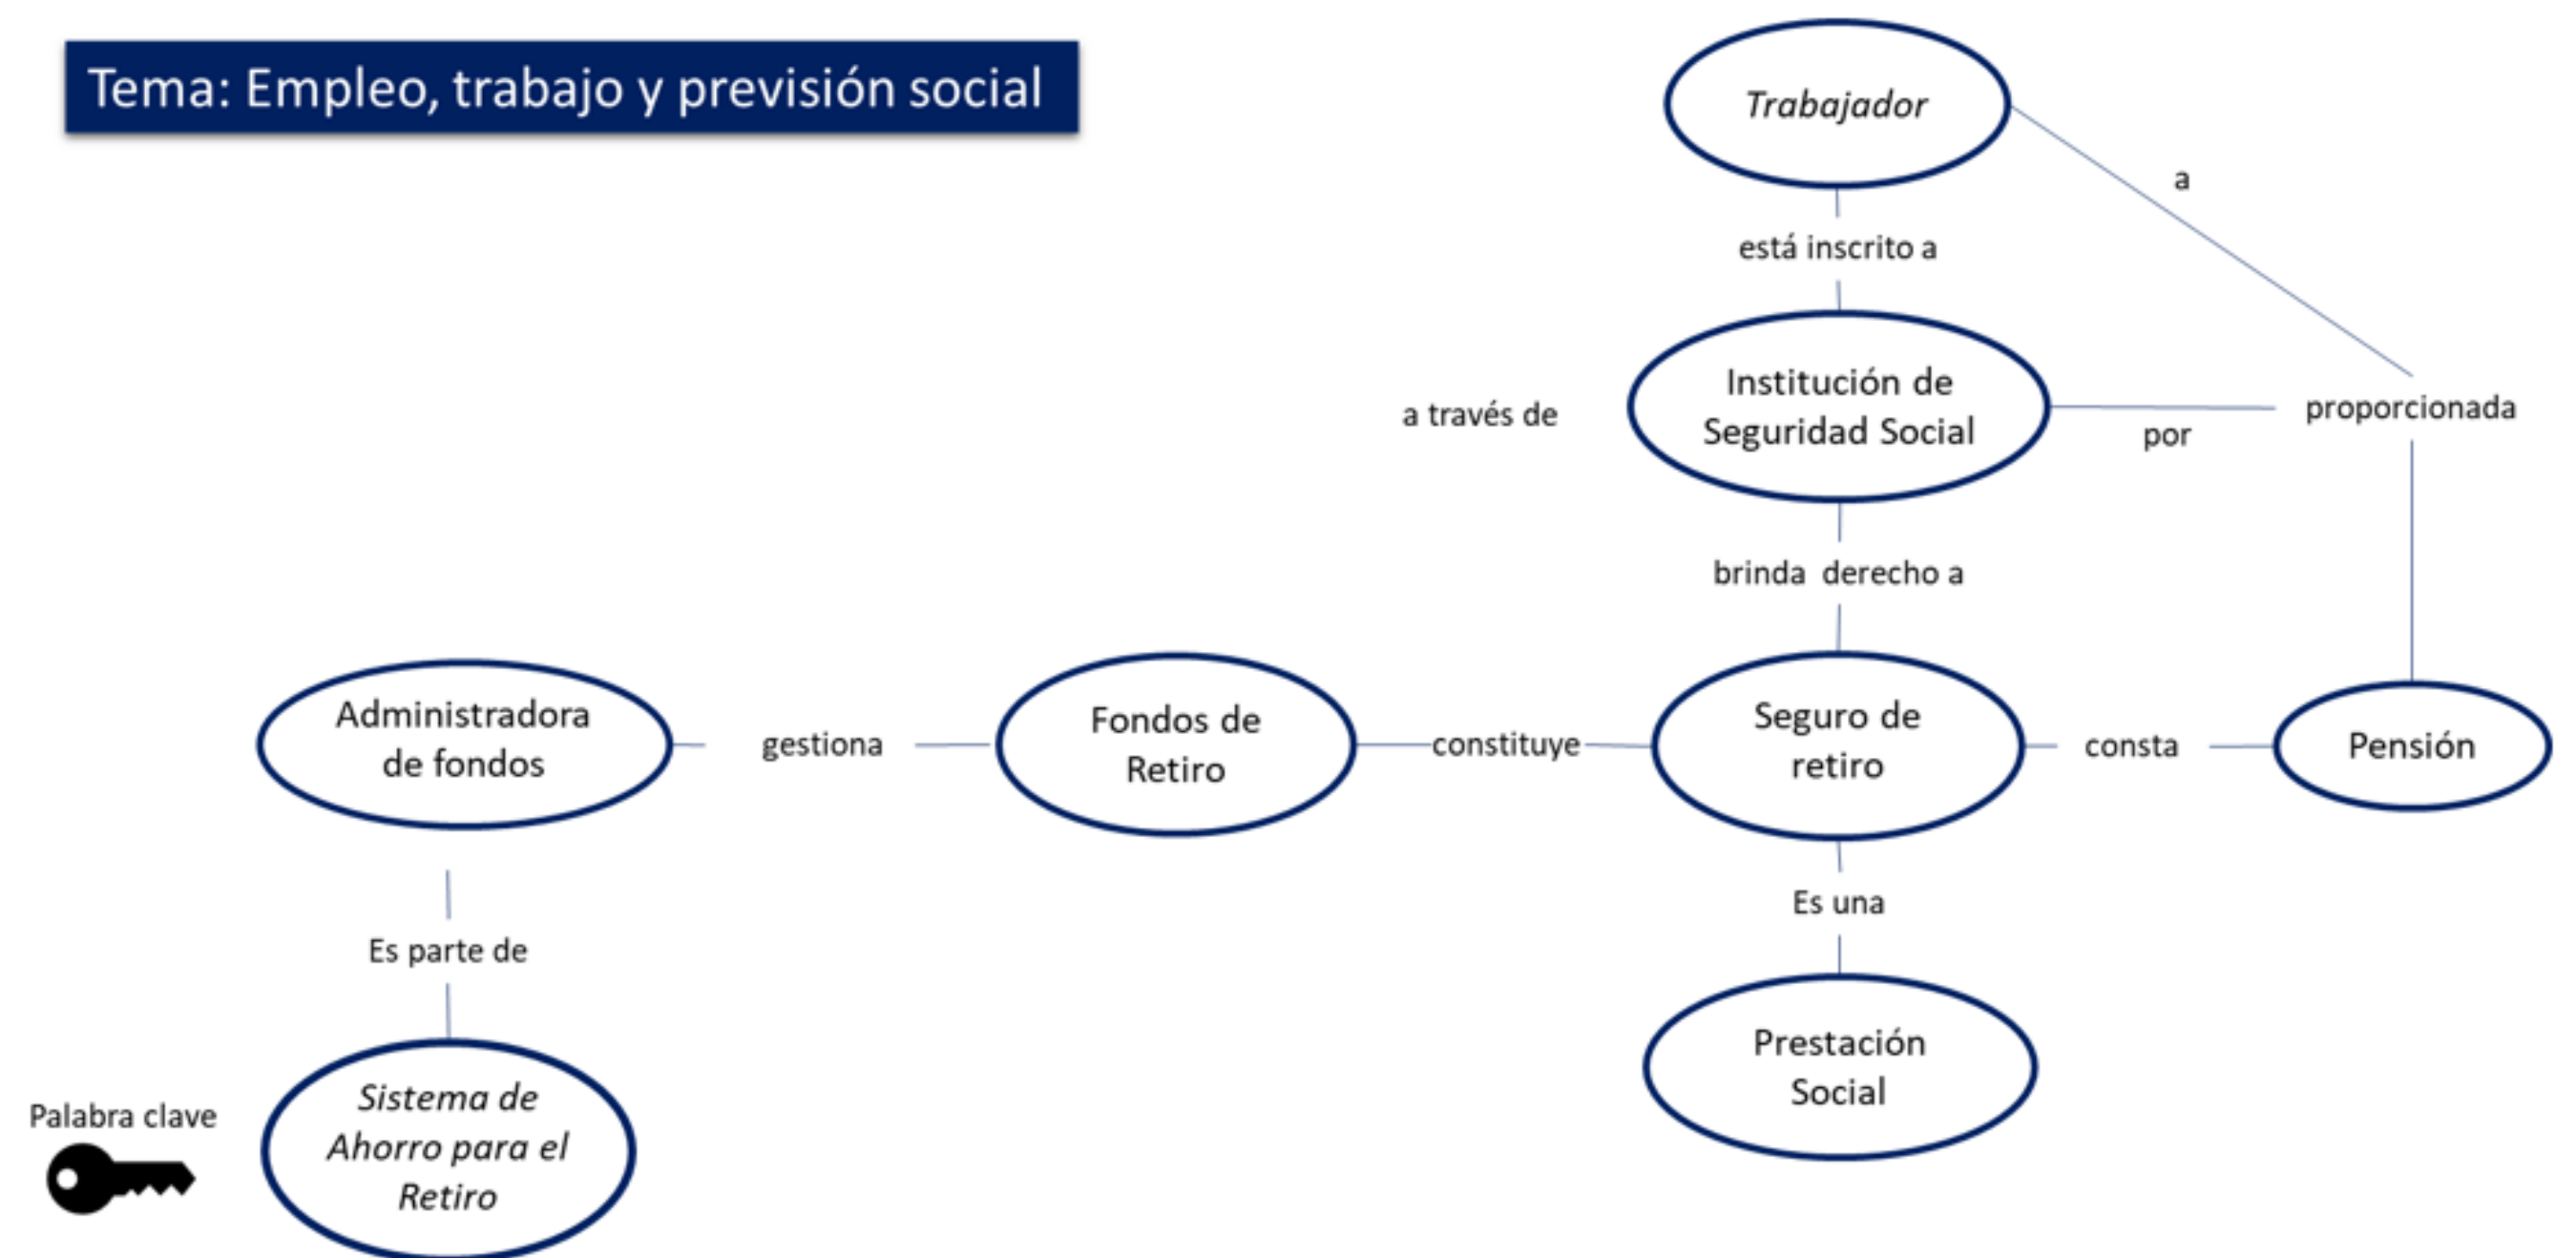 Tema: Empleo, trabajo y previsión social
Trabajador
a
está inscrito a
Institución de
Seguridad Social
a través de
por
proporcionada
brinda derecho a
Administradora
de fondos
gestiona
Fondos de
Retiro
constituye
Seguro de
retiro
consta
Pensión
Es una
Es parte de
Prestación
Social
Palabra clave
Sistema de
Ahorro para el
Retiro